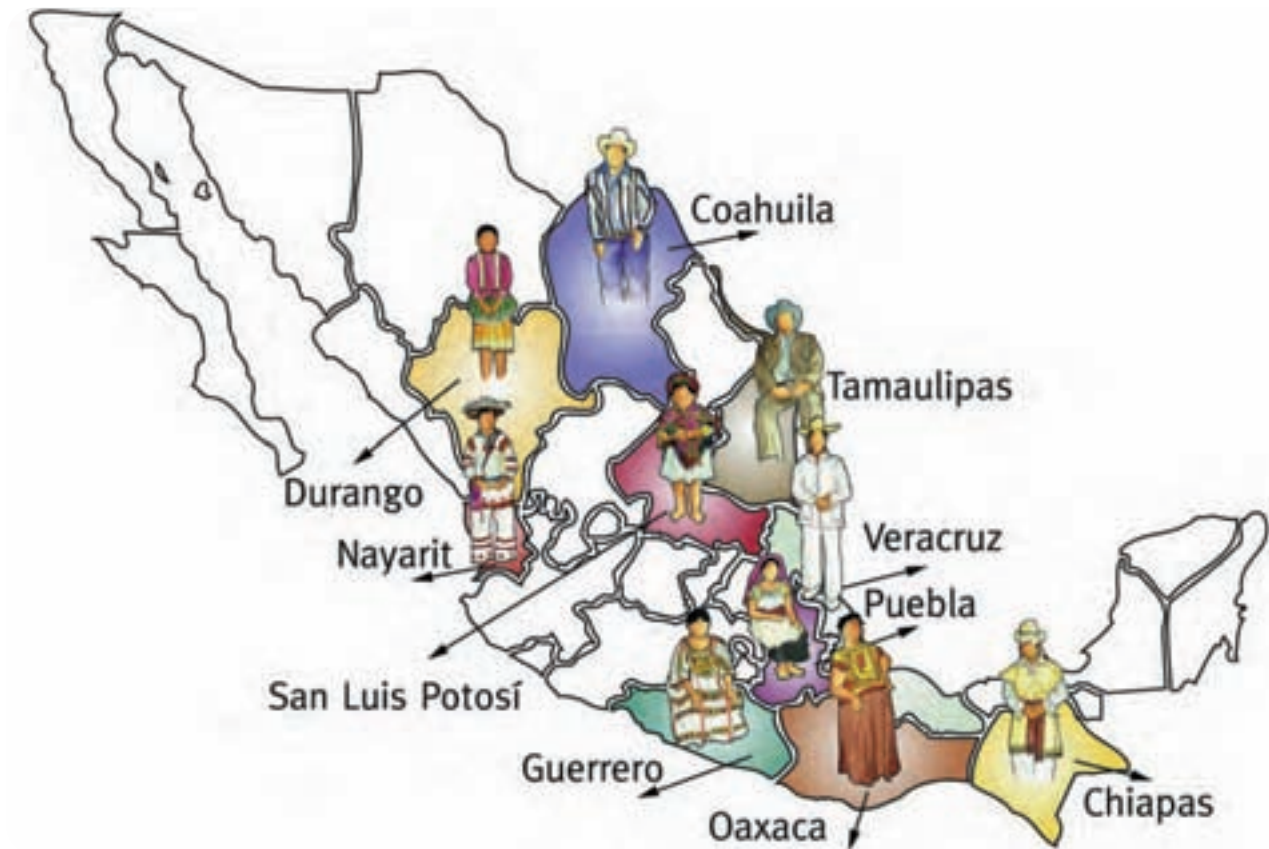 Coahuila
Tamaulipas
Durango
Nayarit
Veracruz
Puebla
San Luis Potosí
Guerrero
Chiapas
Oaxaca